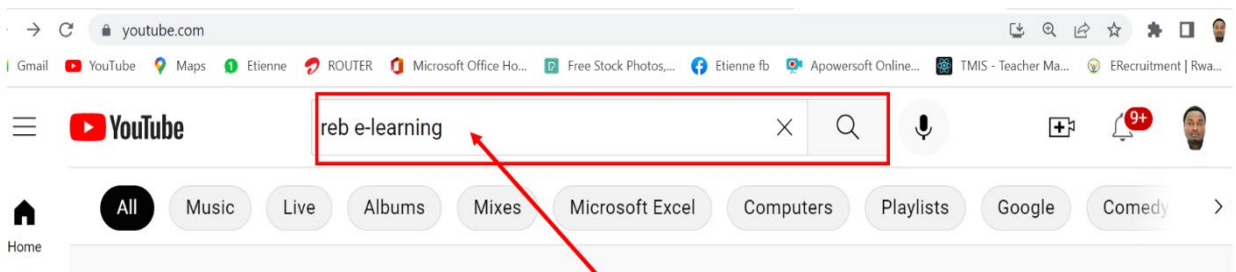 youtube.com
Gmail YouTube Maps Etienne ROUTER Microsoft Office Ho... Free Stock Photos,... Etienne fb Apowersoft Online... TMIS - Teacher Ma... ERecruitment | Rwa...
YouTube reb e-learning 9+
All Music Live Albums Mixes Microsoft Excel Computers Playlists Google Comedy
Home